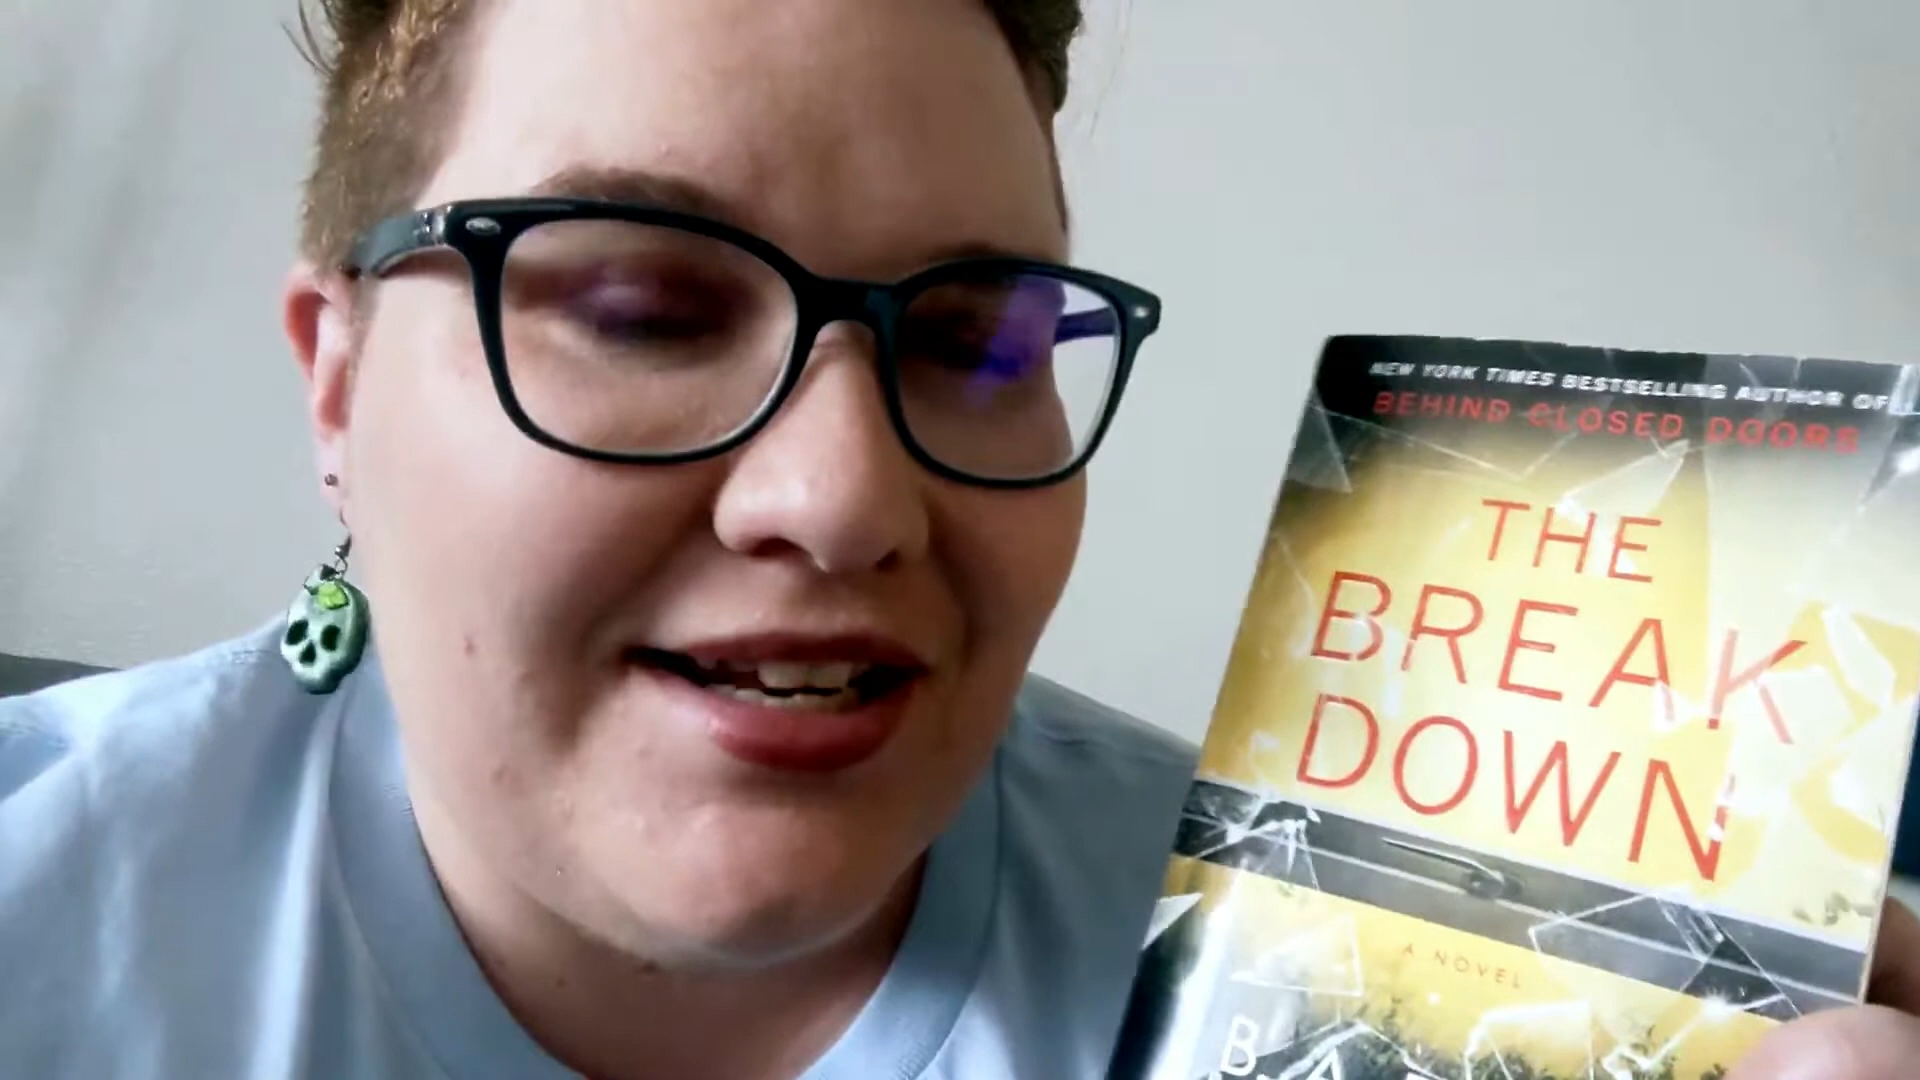 NEW YORK TIMES BESTSELLING AUTHOR OF
BEHIND CLOSED DOORS
THE
BREAK
DOWN
A NOVEL
B. A.